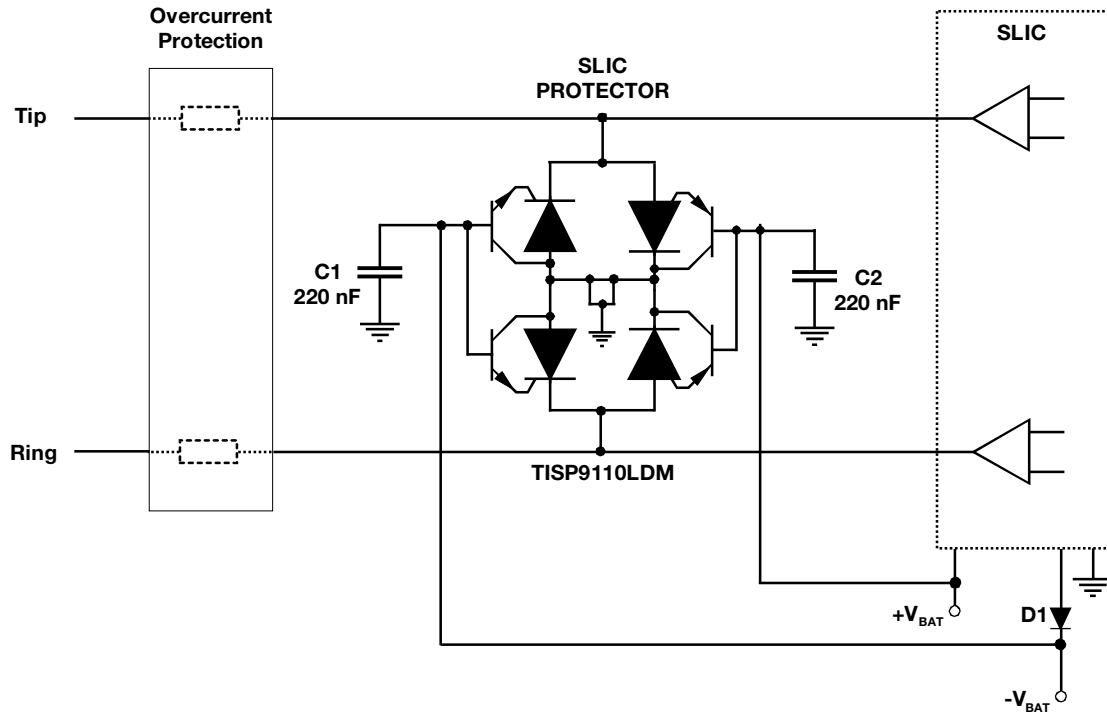 Overcurrent
Protection
SLIC
SLIC
PROTECTOR
Tip
C1
220 nF
C2
220 nF
Ring
TISP9110LDM
+VBAT
D1
-VBAT